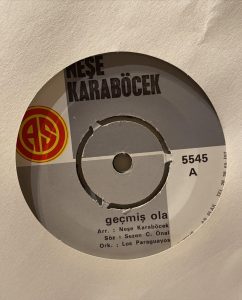 NEŞE
KARABÖCEK
AS
5545
A
geçmiş ola
Arr. : Neşe Karaböcek
Söz : Sezen C. Önal
Ork. : Los Paraguayos